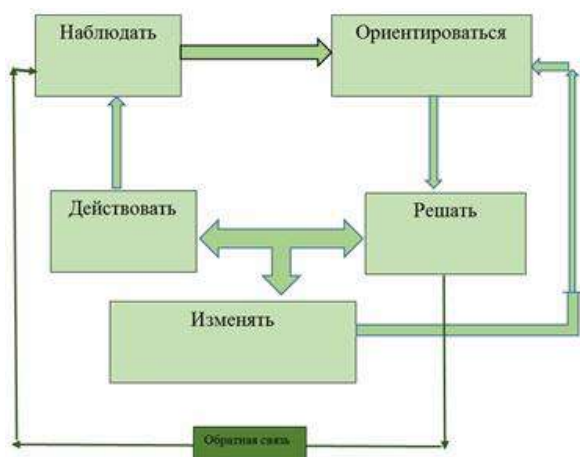 Наблюдать
Ориентироваться
Действовать
Решать
Изменять
Обратная связь